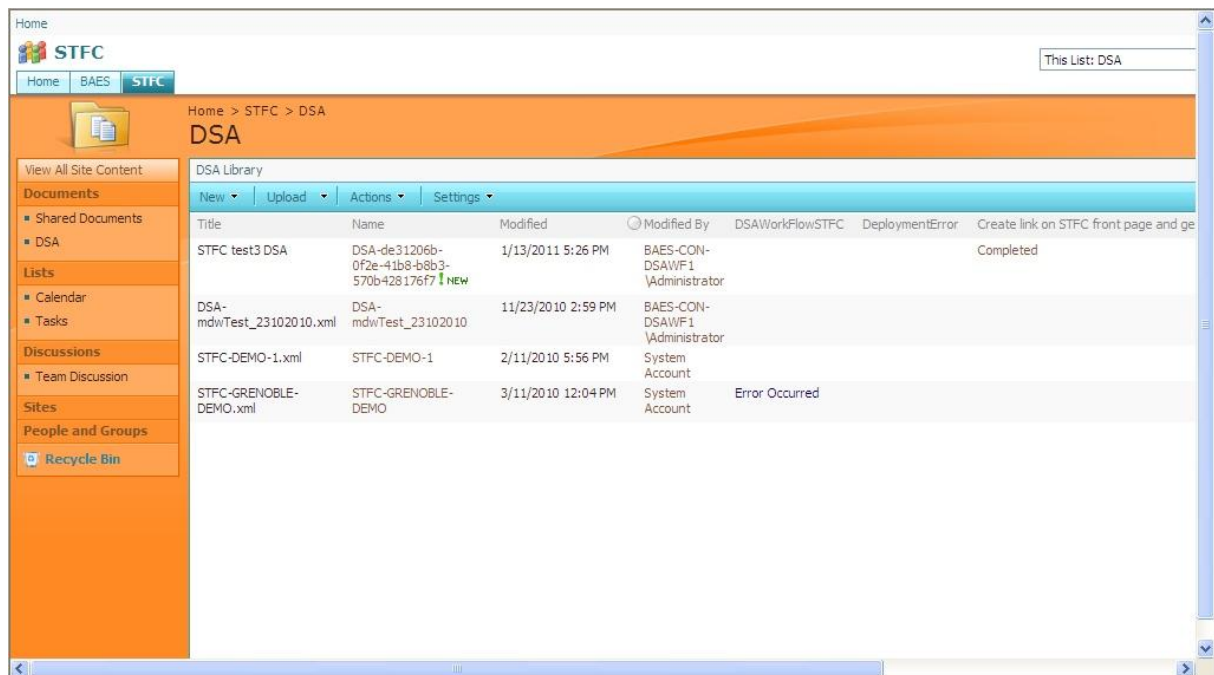 Home
STFC
This List: DSA
Home BAES STFC
Home > STFC > DSA
DSA
View All Site Content
Documents
Shared Documents
DSA
Lists
Calendar
Tasks
Discussions
Team Discussion
Sites
People and Groups
Recycle Bin
DSA Library
New Upload Actions Settings
Title Name Modified Modified By DSAWorkFlowSTFC DeploymentError Create link on STFC front page and ge
STFC test3 DSA DSA-de31206b- 1/13/2011 5:26 PM BAES-CON- Completed
0f2e-41b8-b8b3- DSAWF1
570b428176f7 ! NEW \Administrator
DSA- DSA- 11/23/2010 2:59 PM BAES-CON-
mdwTest_23102010.xml mdwTest_23102010 DSAWF1
\Administrator
STFC-DEMO-1.xml STFC-DEMO-1 2/11/2010 5:56 PM System
Account
STFC-GRENOBLE- STFC-GRENOBLE- 3/11/2010 12:04 PM System Error Occurred
DEMO.xml DEMO Account